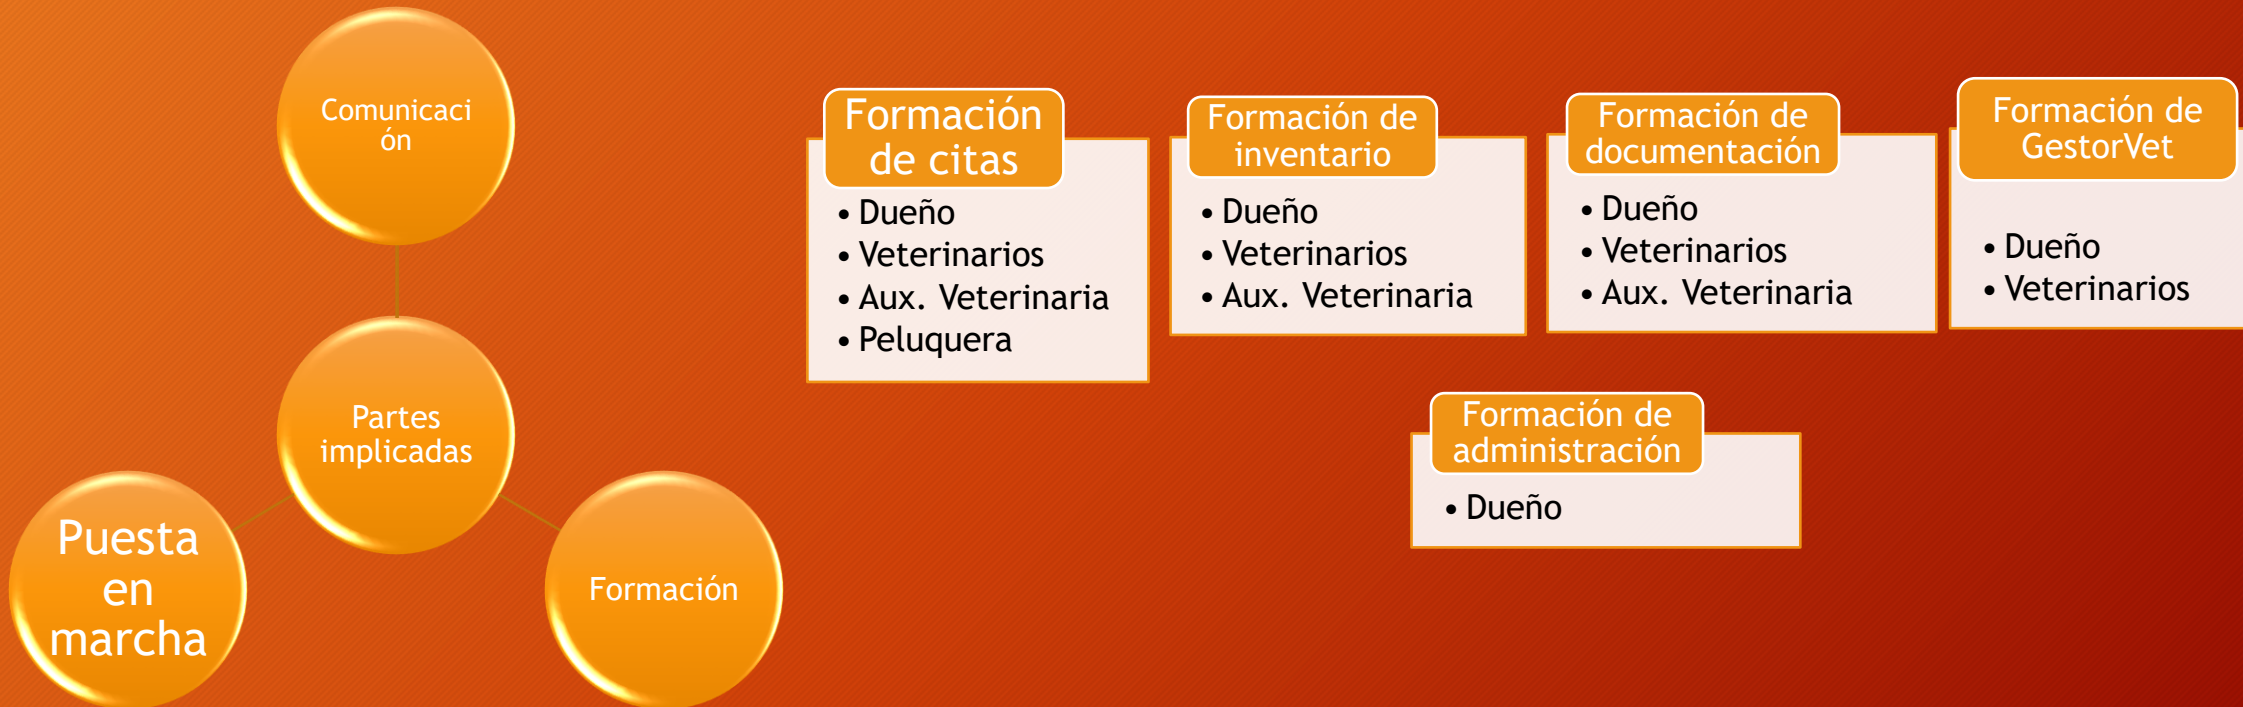 Comunicaci
ón
Partes
implicadas
Puesta
en
marcha
Formación
Formación
de citas
• Dueño
• Veterinarios
• Aux. Veterinaria
• Peluquera
Formación de
inventario
• Dueño
• Veterinarios
• Aux. Veterinaria
Formación de
documentación
• Dueño
• Veterinarios
• Aux. Veterinaria
Formación de
GestorVet
• Dueño
• Veterinarios
Formación de
administración
• Dueño